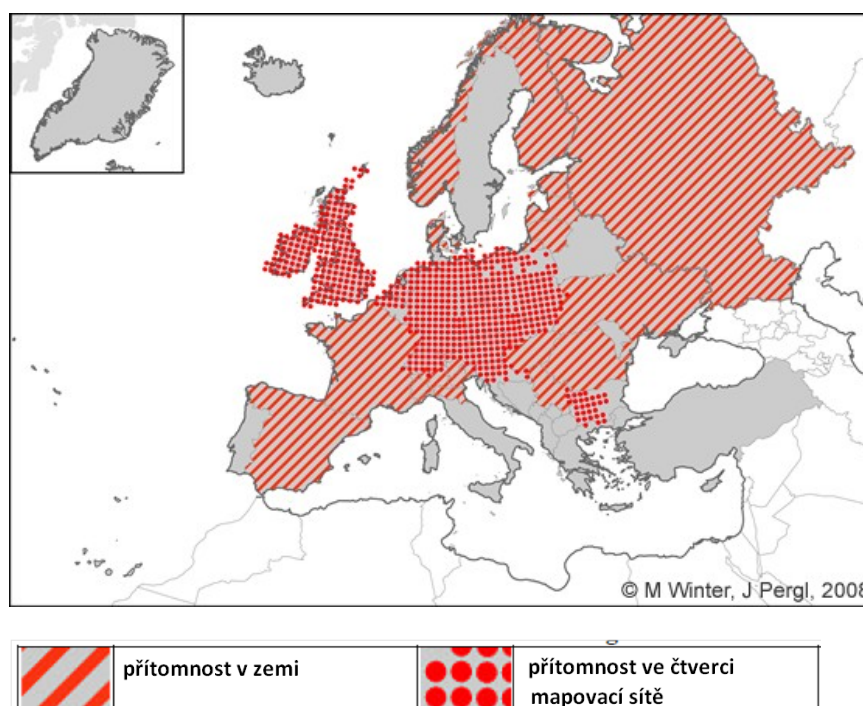 © M Winter, J Pergl, 2008
přítomnost v zemi
přítomnost ve čtverci
mapovací sítě